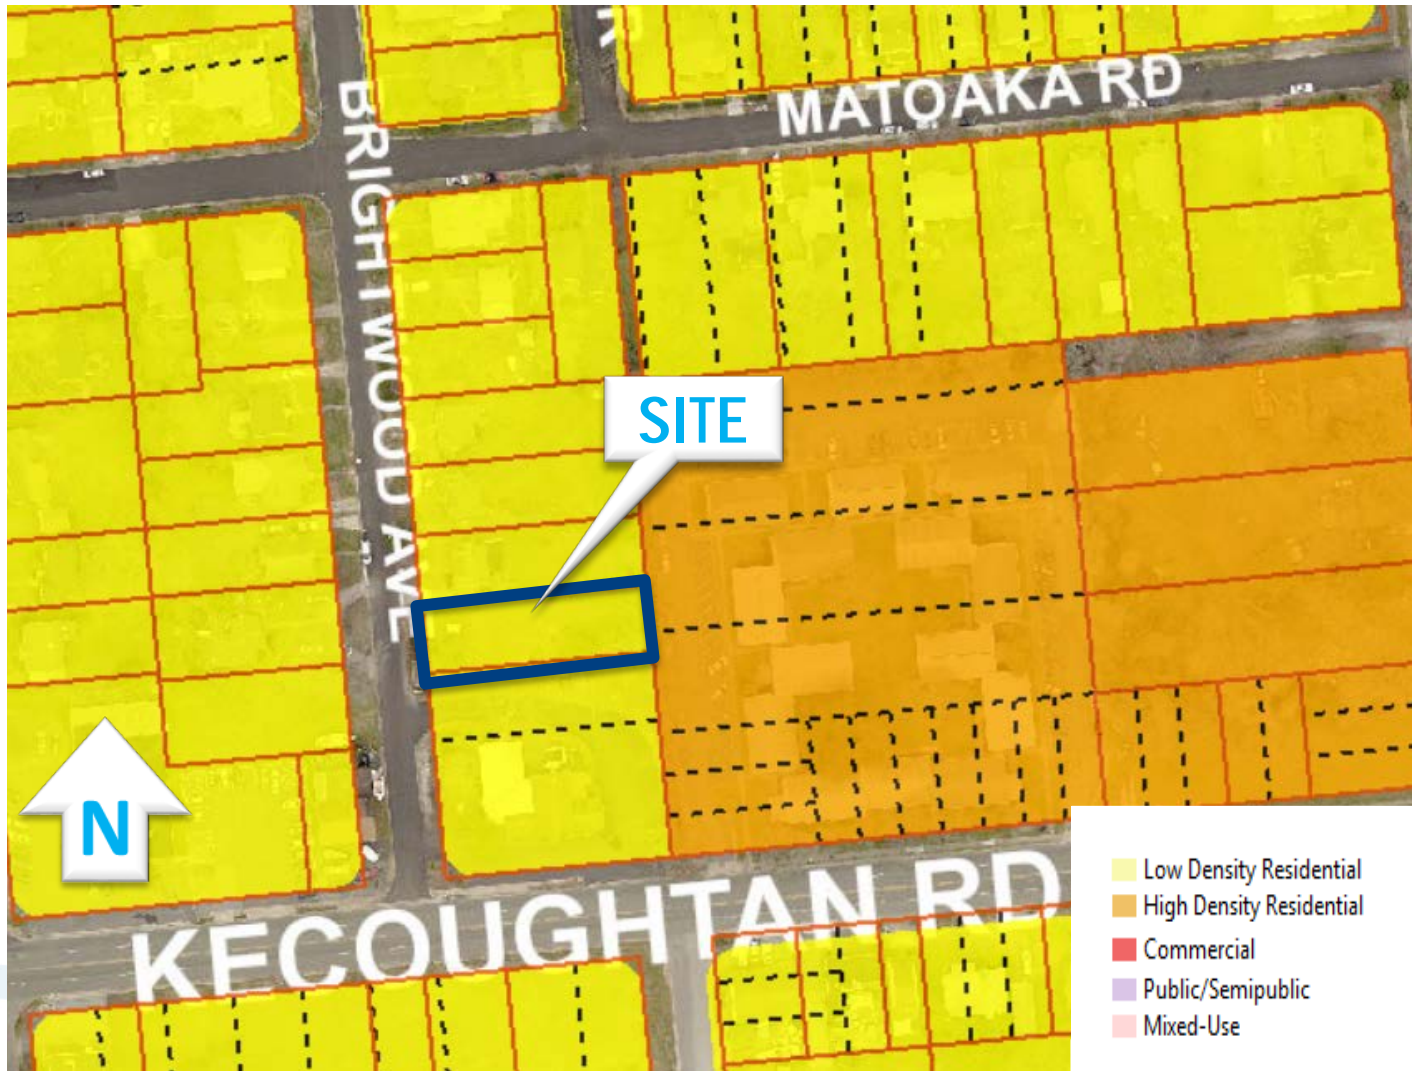 MATOAKA RD
BRIGHTWOOD AVE
SITE
N
KECOUGHTAN RD
Low Density Residential
High Density Residential
Commercial
Public/Semipublic
Mixed-Use